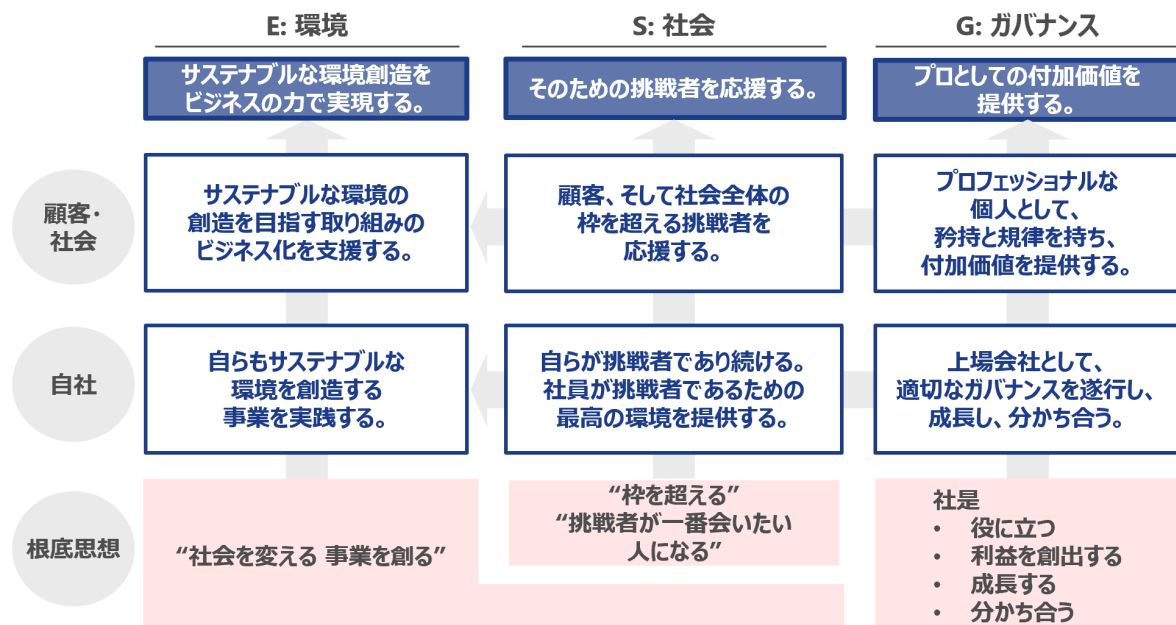 E: 環境
S: 社会
G: ガバナンス
サステナブルな環境創造を
ビジネスの力で実現する。
そのための挑戦者を応援する。
プロとしての付加価値を
提供する。
顧客・
社会
サステナブルな環境の
創造を目指す取り組みの
ビジネス化を支援する。
顧客、そして社会全体の
枠を超える挑戦者を
応援する。
プロフェッショナルな
個人として、
矜持と規律を持ち、
付加価値を提供する。
自社
自らもサステナブルな
環境を創造する
事業を実践する。
自らが挑戦者であり続ける。
社員が挑戦者であるための
最高の環境を提供する。
上場会社として、
適切なガバナンスを遂行し、
成長し、分かち合う。
根底思想
“社会を変える 事業を創る”
“枠を超える”
“挑戦者が一番会いたい
人になる”
社是
• 役に立つ
• 利益を創出する
• 成長する
• 分かち合う